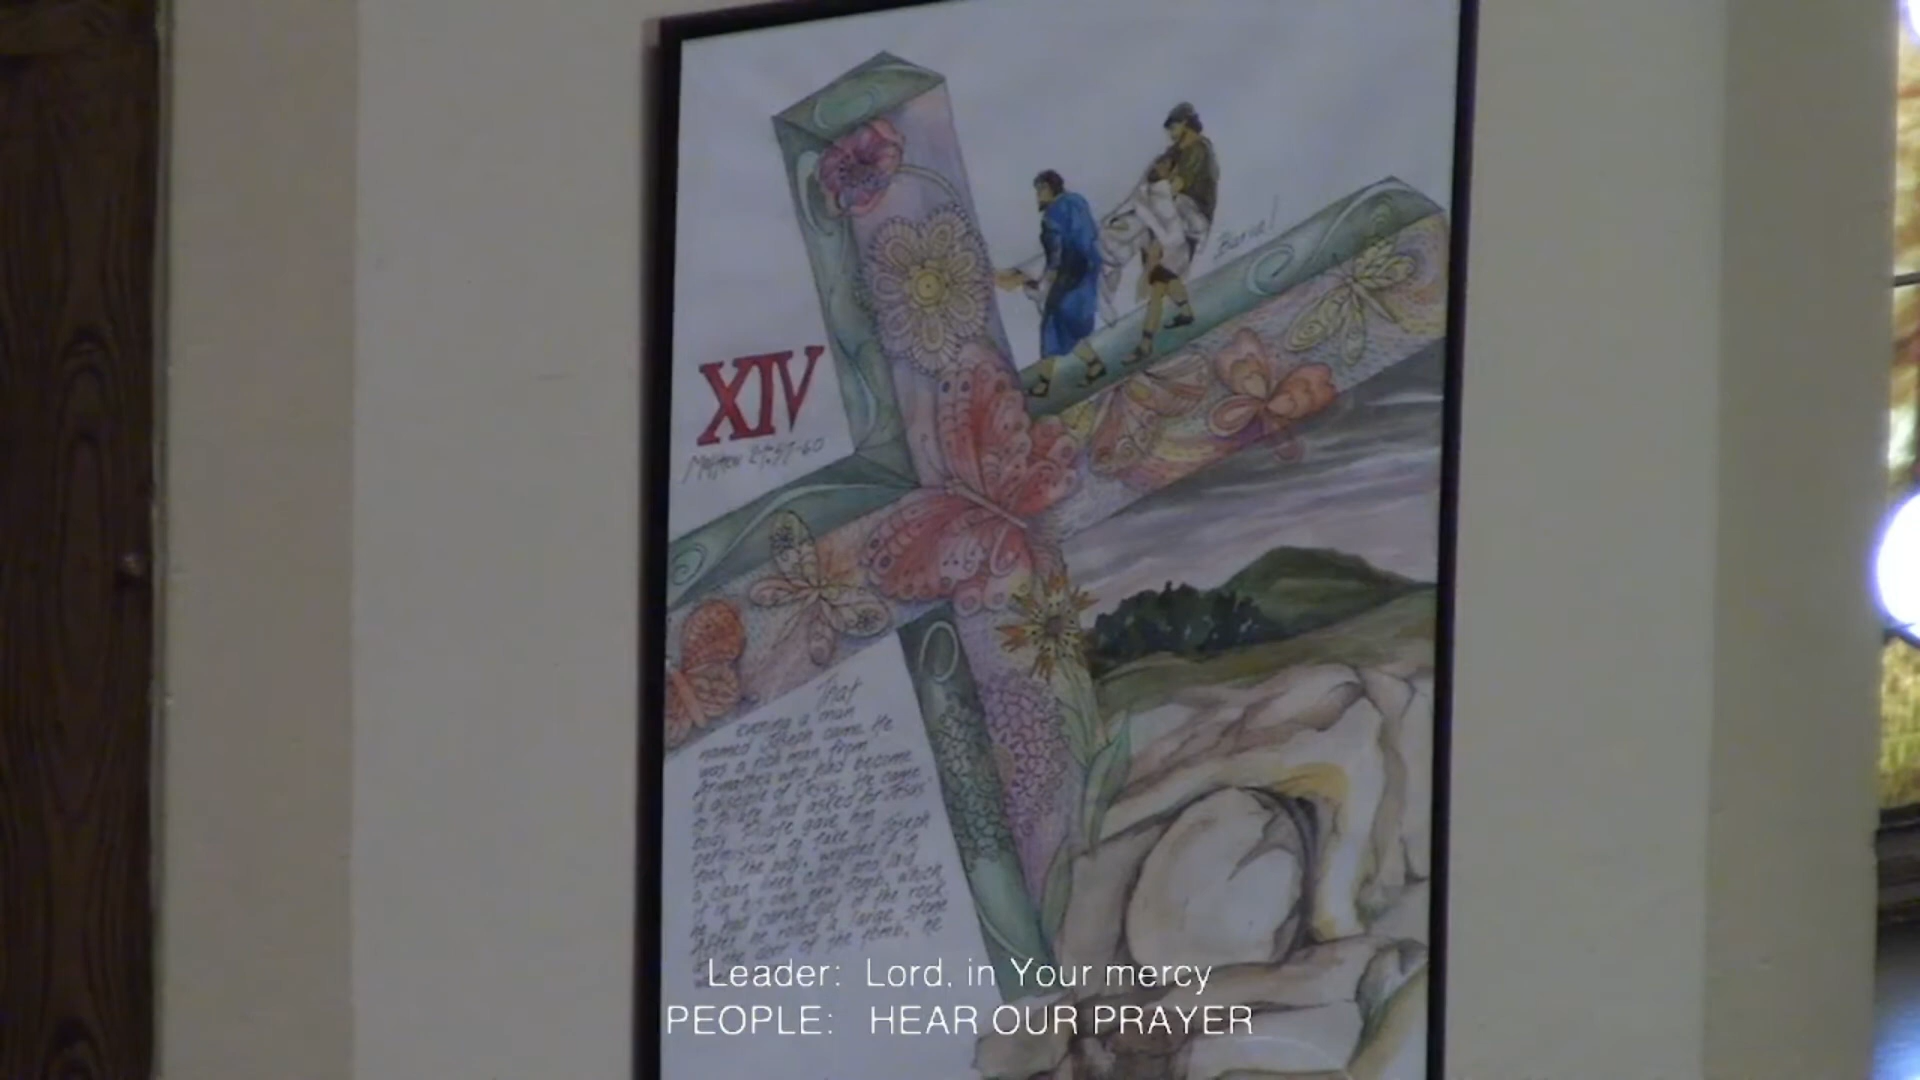 Burial
XIV
Matthew 27:57-60
That
evening a man
named Joseph came. He
was a rich man from
Arimathea who had become
a disciple of Jesus. He came
to Pilate and asked for Jesus'
body. Pilate gave him
permission to take it. Joseph
took the body, wrapped it in
a clean linen cloth, and laid
it in his own new tomb, which
he had carved out of the rock.
After he rolled a large stone
the door of the tomb, he
Leader: Lord, in Your mercy
PEOPLE: HEAR OUR PRAYER